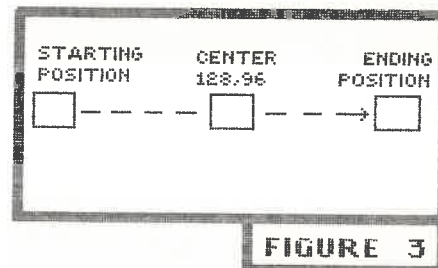 STARTING
POSITION
CENTER
128,96
ENDING
POSITION
FIGURE 3